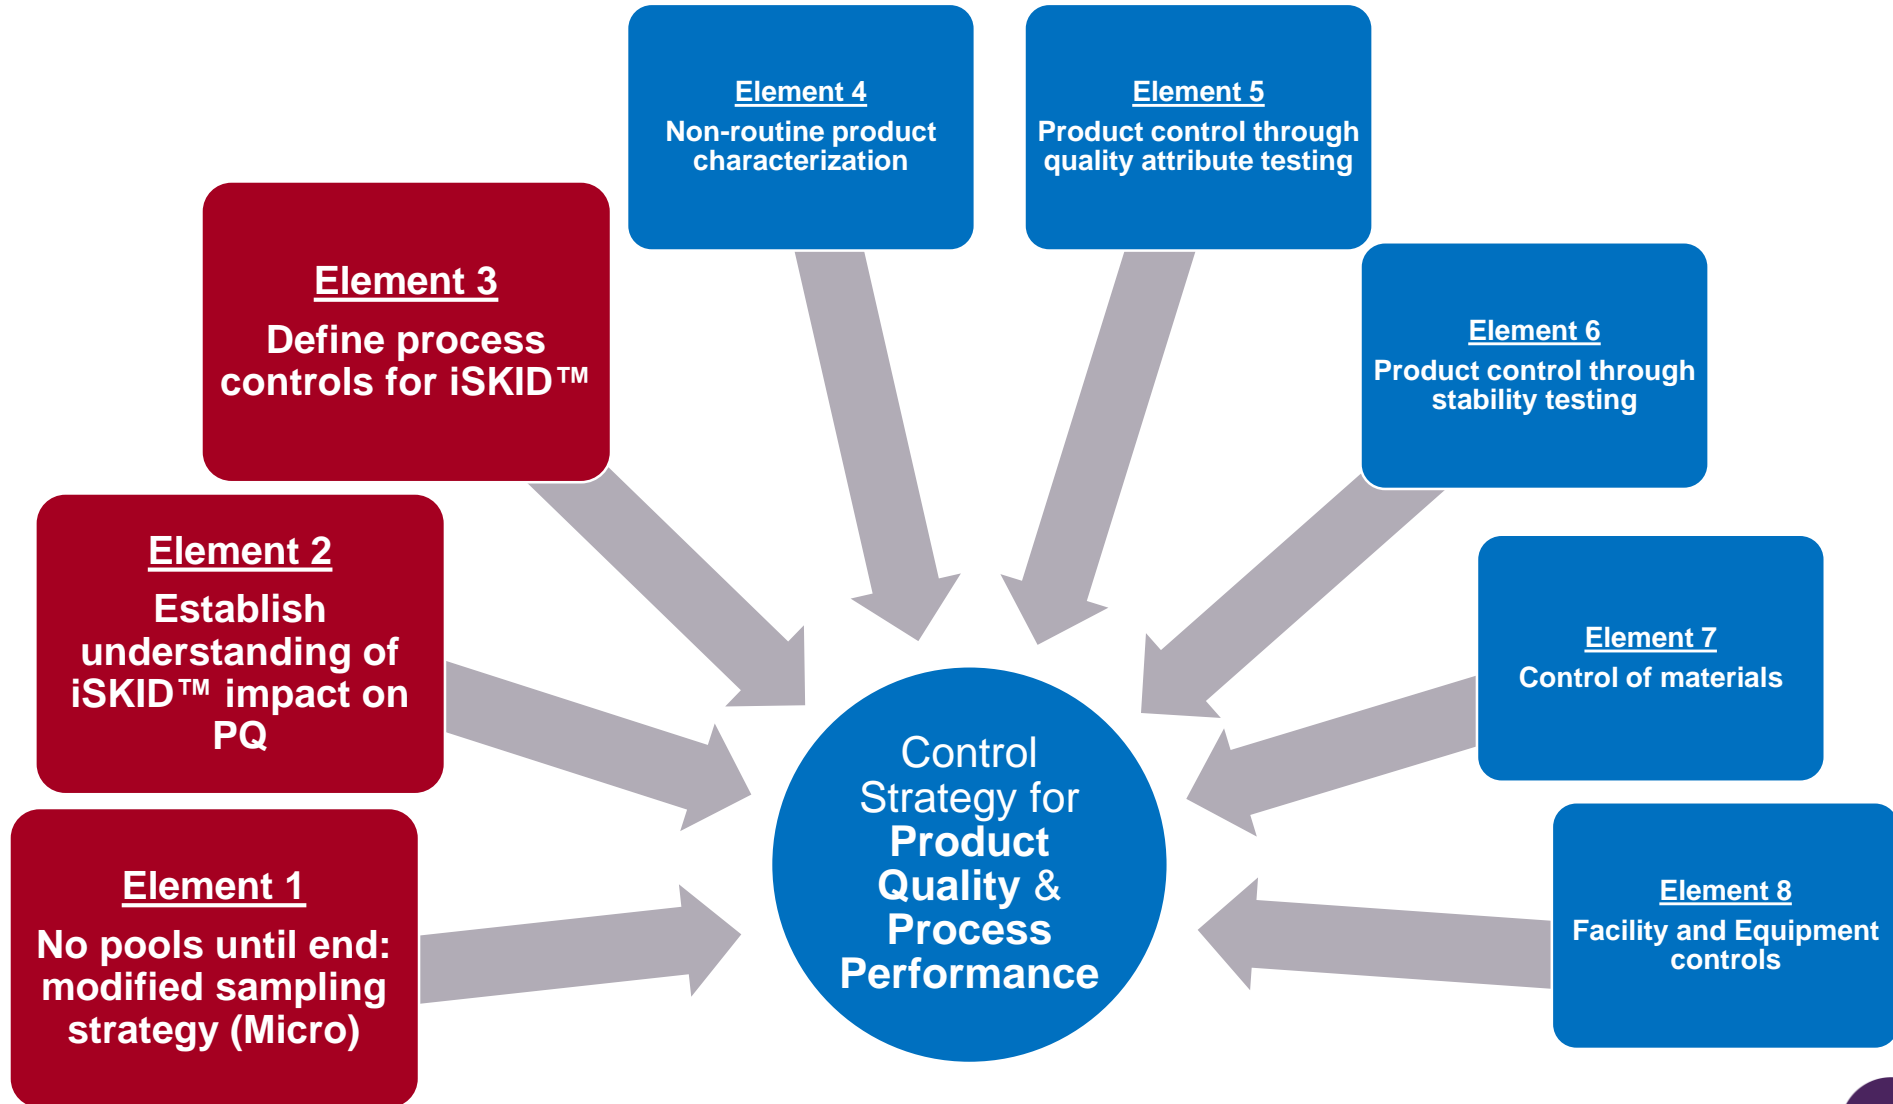 Element 1
No pools until end:
modified sampling
strategy (Micro)
Element 2
Establish
understanding of
iSKID™ impact on
PQ
Element 3
Define process
controls for iSKID™
Element 4
Non-routine product
characterization
Element 5
Product control through
quality attribute testing
Element 6
Product control through
stability testing
Element 7
Control of materials
Element 8
Facility and Equipment
controls
Control
Strategy for
Product
Quality &
Process
Performance